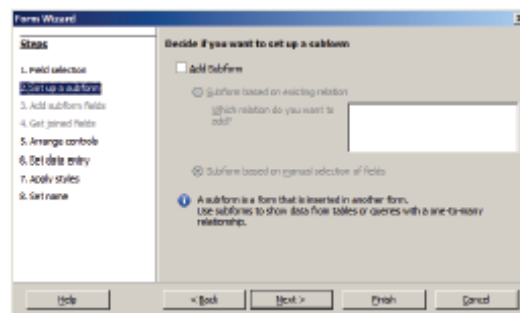 Form Wizard
Steps
1. Field selection
2. Set up a subform
3. Add subform fields
4. Get joined fields
5. Arrange controls
6. Set data entry
7. Apply styles
8. Set name
Decide if you want to set up a subform
Add Subform
Subform based on existing relation
Which relation do you want to
add?
Subform based on manual selection of fields
A subform is a form that is inserted in another form.
Use subforms to show data from tables or queries with a one-to-many
relationship.
Help
< Back
Next >
Finish
Cancel